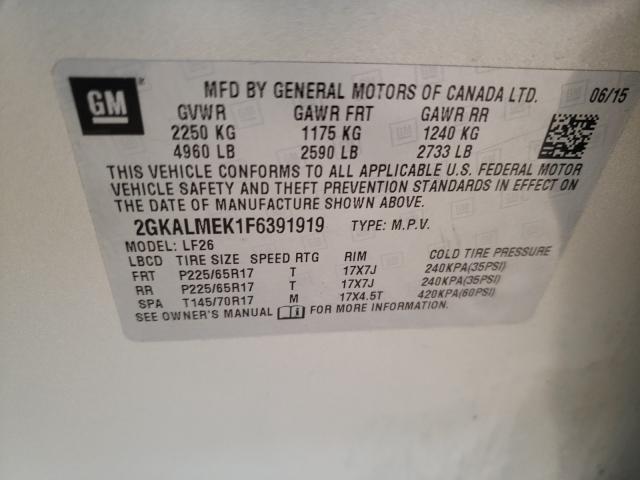 GM MFD BY GENERAL MOTORS OF CANADA LTD. 06/15
GVWR GAWR FRT GAWR RR
2250 KG 1175 KG 1240 KG
4960 LB 2590 LB 2733 LB
THIS VEHICLE CONFORMS TO ALL APPLICABLE U.S. FEDERAL MOTOR
VEHICLE SAFETY AND THEFT PREVENTION STANDARDS IN EFFECT ON
THE DATE OF MANUFACTURE SHOWN ABOVE.
2GKALMEK1F6391919 TYPE: M.P.V.
MODEL: LF26
LBCD TIRE SIZE SPEED RTG RIM COLD TIRE PRESSURE
FRT P225/65R17 T 17X7J 240KPA(35PSI)
RR P225/65R17 T 17X7J 240KPA(35PSI)
SPA T145/70R17 M 17X4.5T 420KPA(60PSI)
SEE OWNER'S MANUAL FOR MORE INFORMATION.